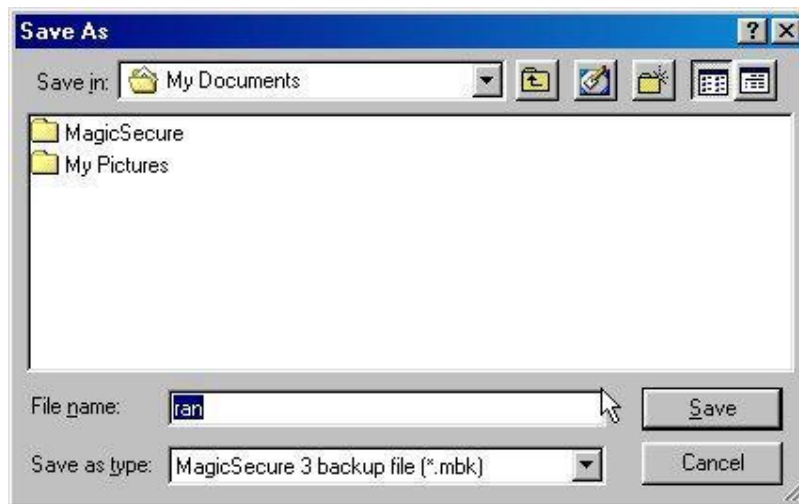 Save As
Save in: My Documents
MagicSecure
My Pictures
File name: ran Save
Save as type: MagicSecure 3 backup file (*.mbk) Cancel